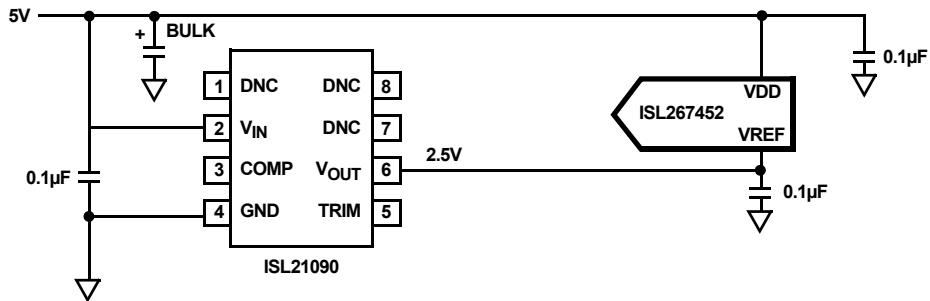 5V
+ BULK
0.1µF
1 DNC DNC 8
2 VIN DNC 7
3 COMP VOUT 6
4 GND TRIM 5
ISL21090
0.1µF
2.5V
VDD
ISL267452
VREF
0.1µF